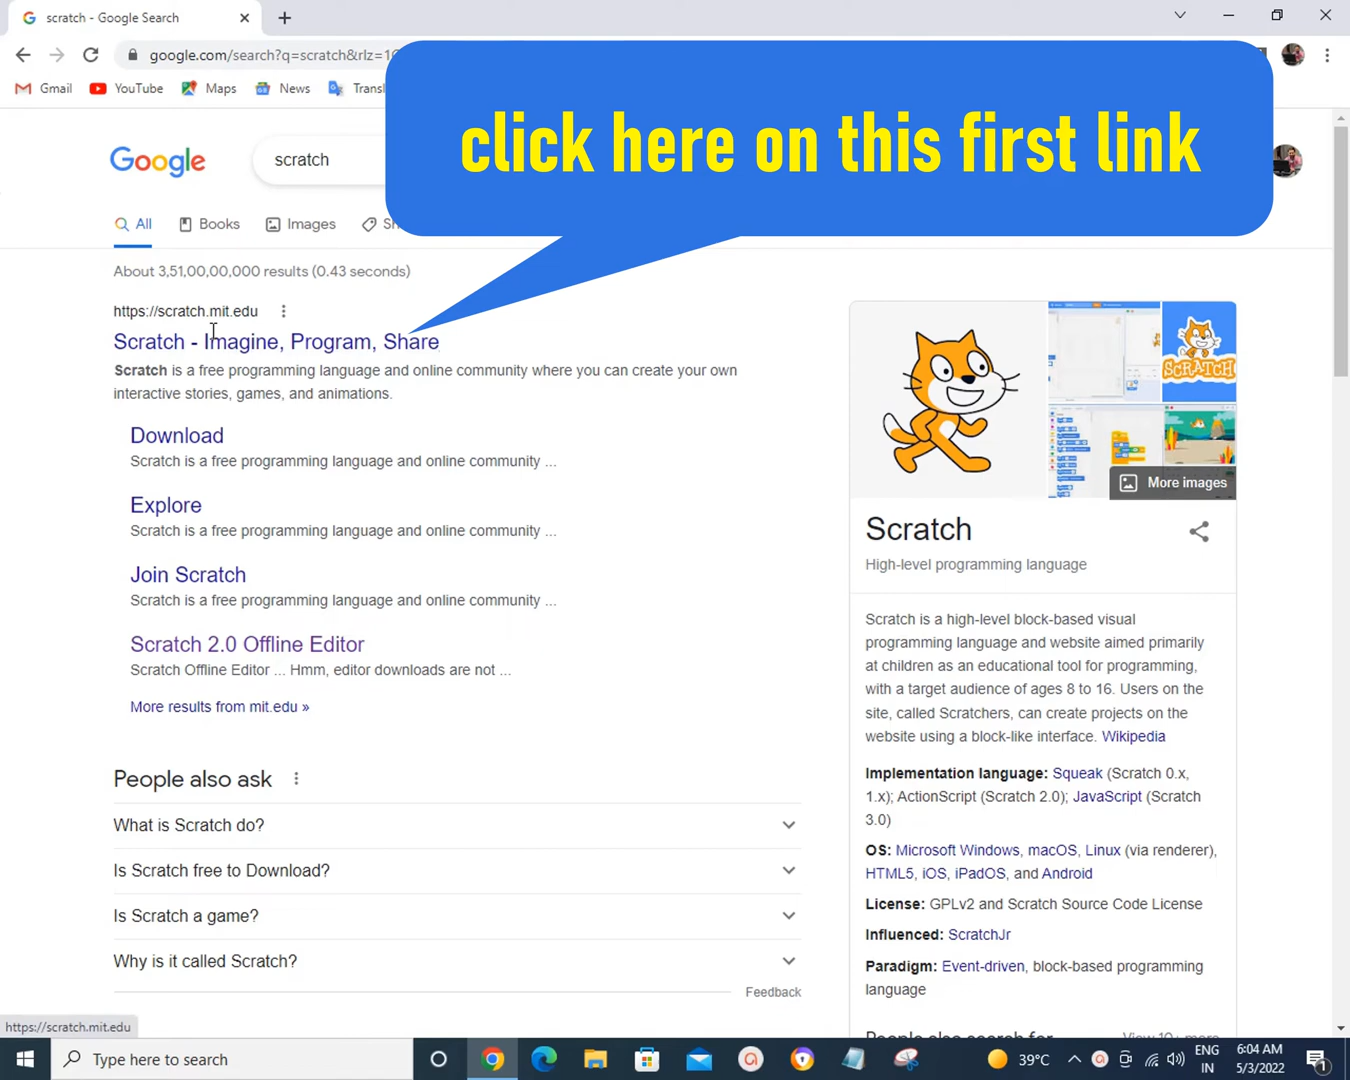 scratch - Google Search
google.com/search?q=scratch&rlz=1
Gmail
YouTube
Maps
News
Transl
click here on this first link
Google
scratch
All
Books
Images
About 3,51,00,00,000 results (0.43 seconds)
https://scratch.mit.edu
Scratch - Imagine, Program, Share
Scratch is a free programming language and online community where you can create your own
interactive stories, games, and animations.
Download
Scratch is a free programming language and online community ...
Explore
Scratch is a free programming language and online community ...
Join Scratch
Scratch is a free programming language and online community ...
Scratch 2.0 Offline Editor
Scratch Offline Editor ... Hmm, editor downloads are not ...
More results from mit.edu »
People also ask
What is Scratch do?
Is Scratch free to Download?
Is Scratch a game?
Why is it called Scratch?
Feedback
SCRATCH
More images
Scratch
High-level programming language
Scratch is a high-level block-based visual
programming language and website aimed primarily
at children as an educational tool for programming,
with a target audience of ages 8 to 16. Users on the
site, called Scratchers, can create projects on the
website using a block-like interface. Wikipedia
Implementation language: Squeak (Scratch 0.x,
1.x); ActionScript (Scratch 2.0); JavaScript (Scratch
3.0)
OS: Microsoft Windows, macOS, Linux (via renderer),
HTML5, iOS, iPadOS, and Android
License: GPLv2 and Scratch Source Code License
Influenced: ScratchJr
Paradigm: Event-driven, block-based programming
language
People also search for
View 10+ more
https://scratch.mit.edu
Type here to search
39°C
ENG
IN
6:04 AM
5/3/2022
1